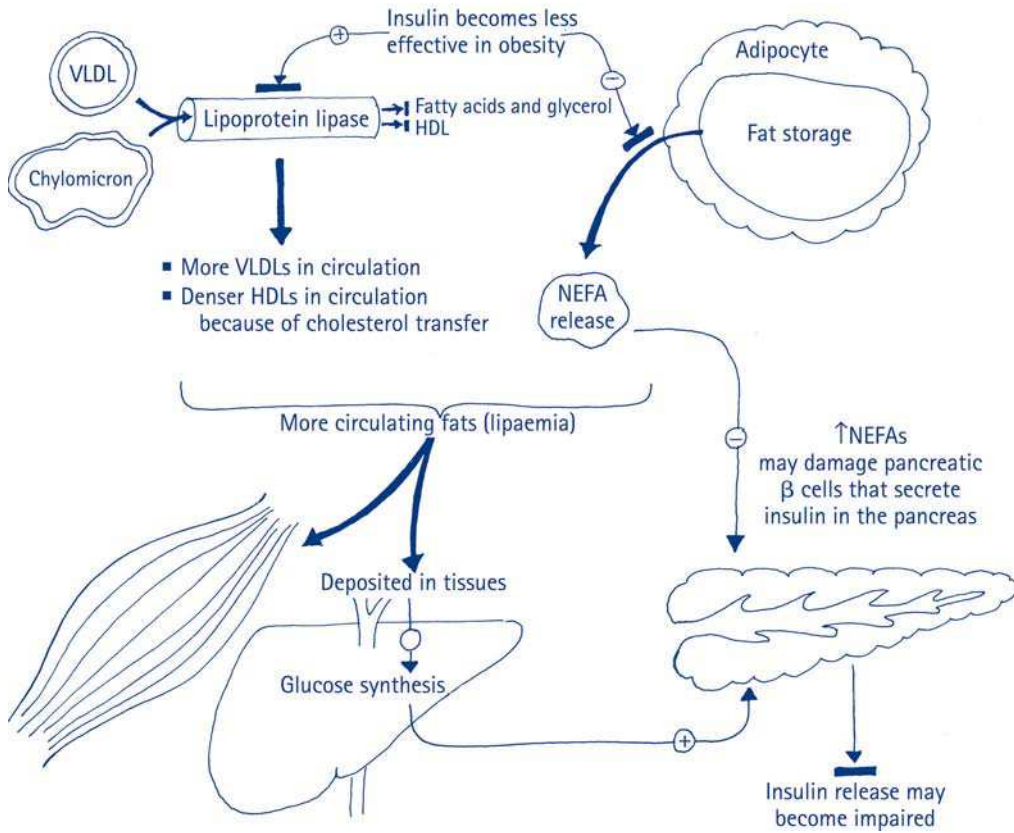 Insulin becomes less
effective in obesity
+
−
VLDL
Chylomicron
Lipoprotein lipase
Fatty acids and glycerol
HDL
Adipocyte
Fat storage
▪ More VLDLs in circulation
▪ Denser HDLs in circulation
because of cholesterol transfer
NEFA
release
More circulating fats (lipaemia)
−
↑NEFAs
may damage pancreatic
β cells that secrete
insulin in the pancreas
Deposited in tissues
Glucose synthesis
+
Insulin release may
become impaired